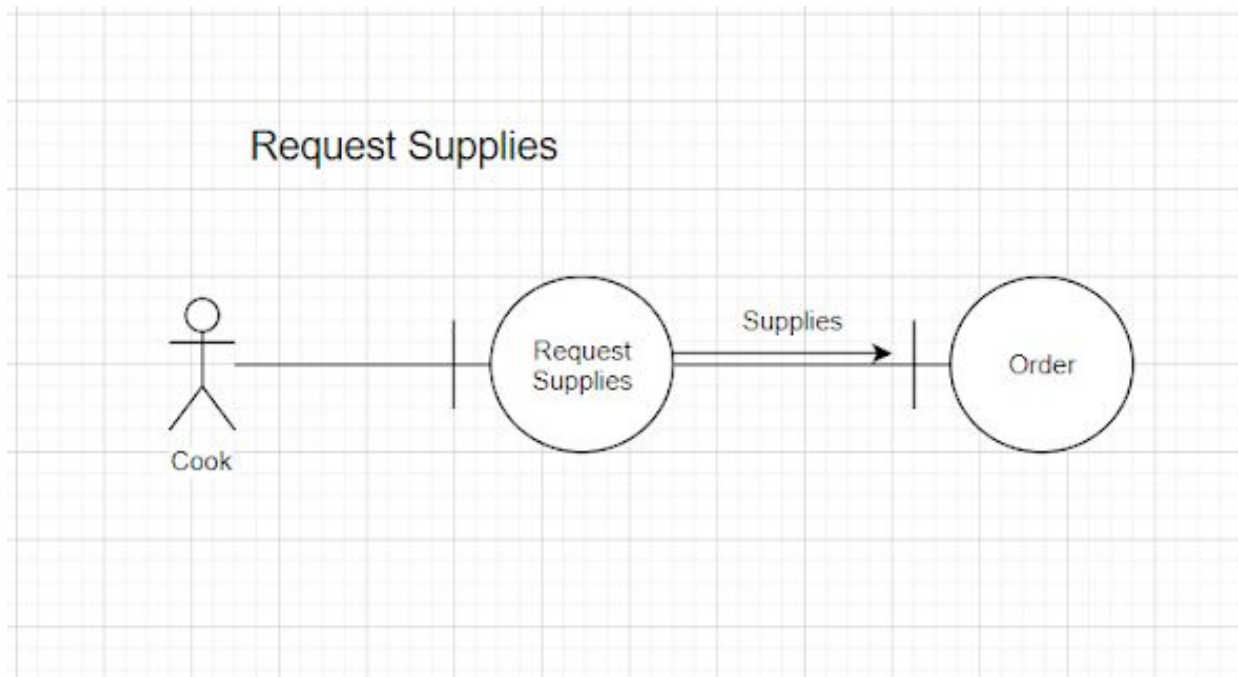 Request Supplies
Supplies
Request
Supplies
Order
Cook